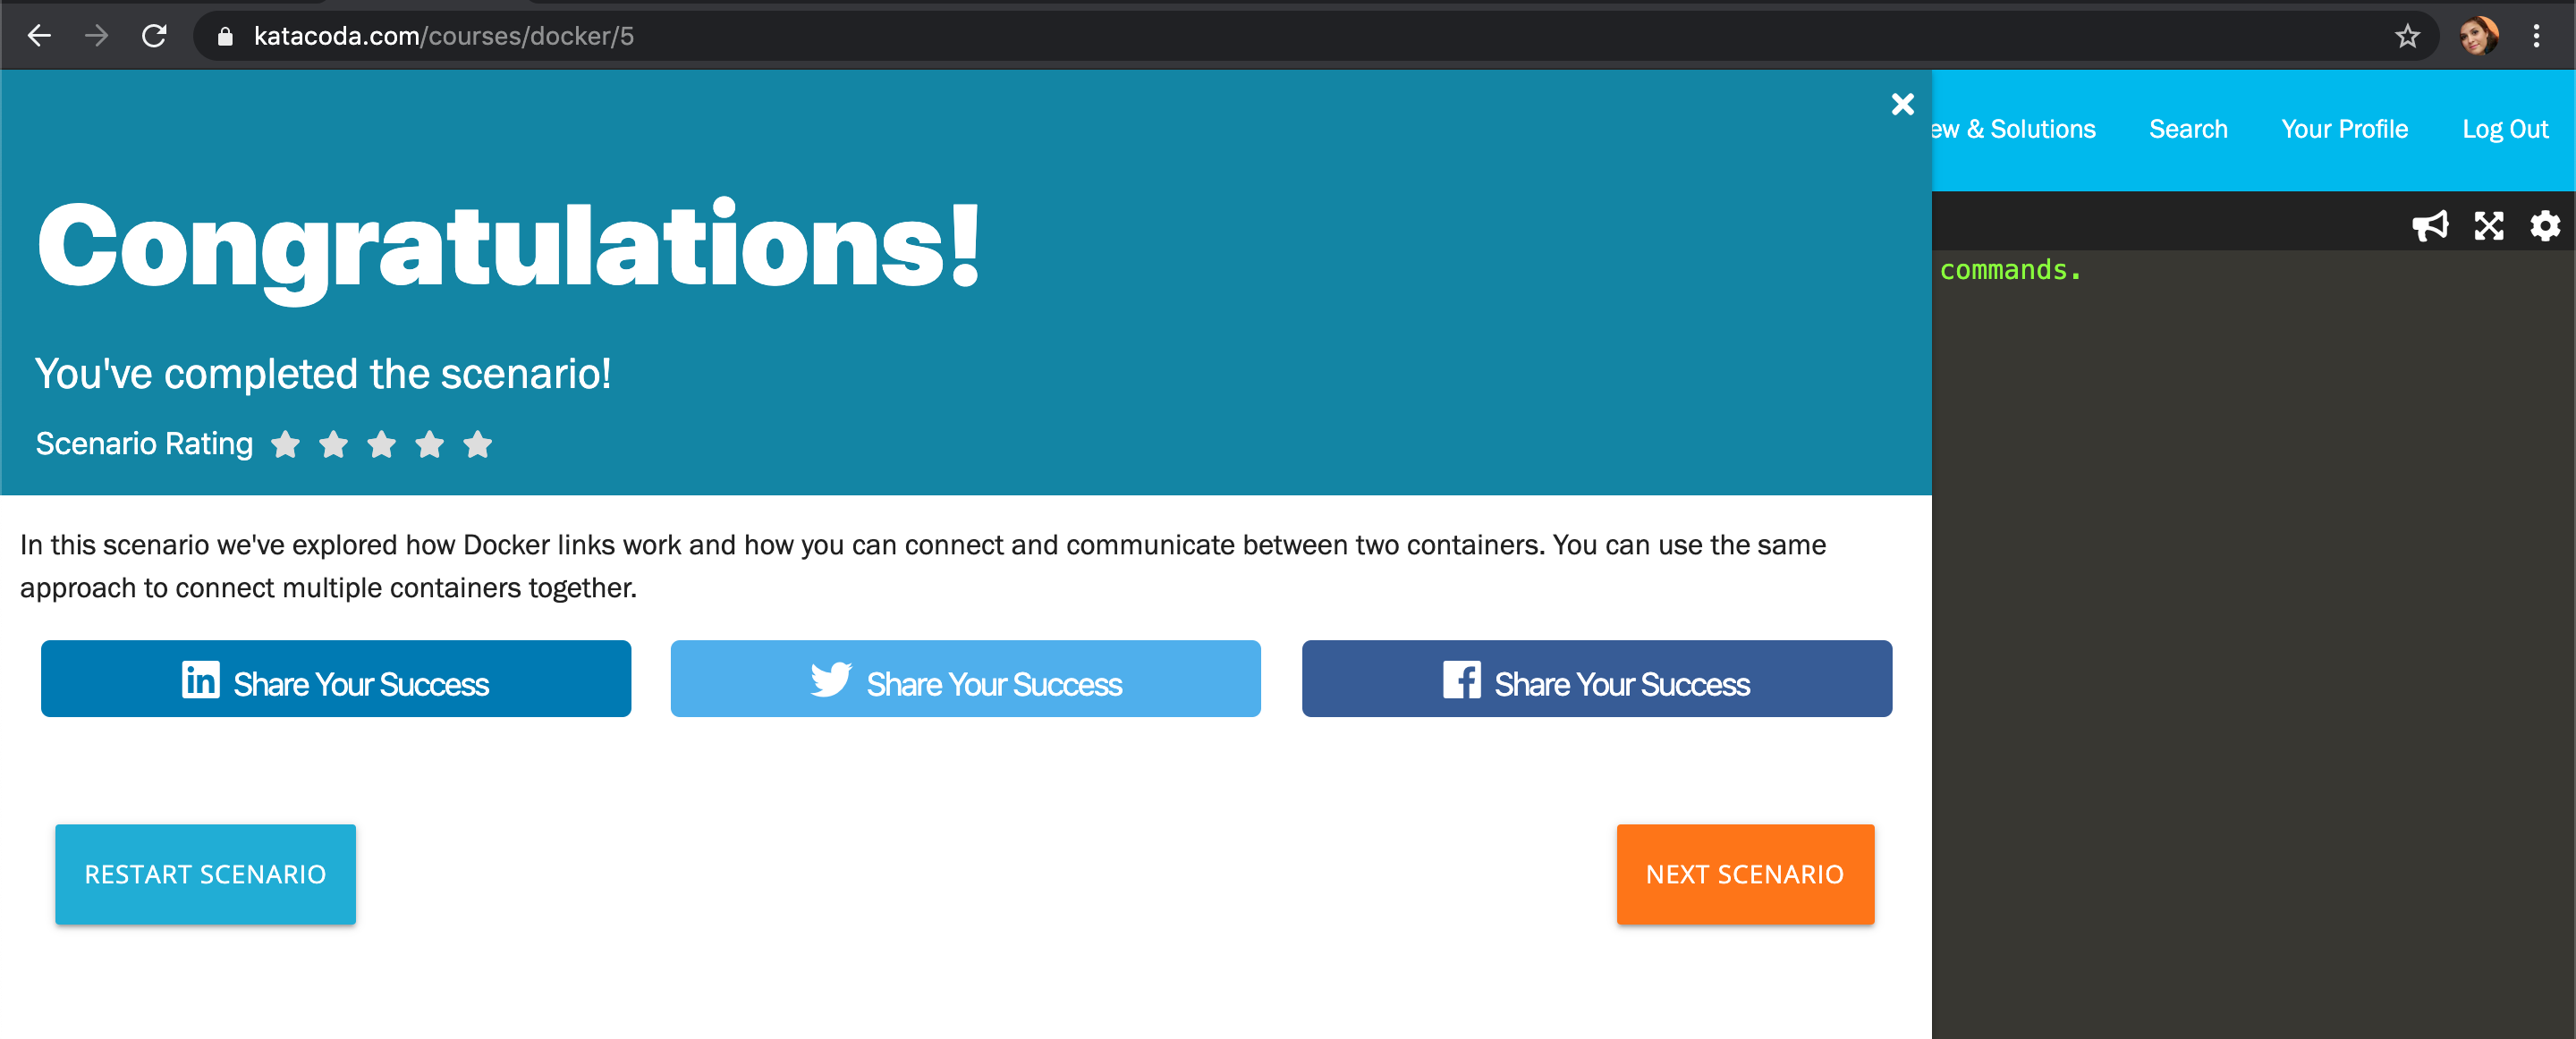 katacoda.com/courses/docker/5
ew & Solutions Search Your Profile Log Out
Congratulations!
commands.
You've completed the scenario!
Scenario Rating
In this scenario we've explored how Docker links work and how you can connect and communicate between two containers. You can use the same
approach to connect multiple containers together.
in Share Your Success
Share Your Success
f Share Your Success
RESTART SCENARIO
NEXT SCENARIO